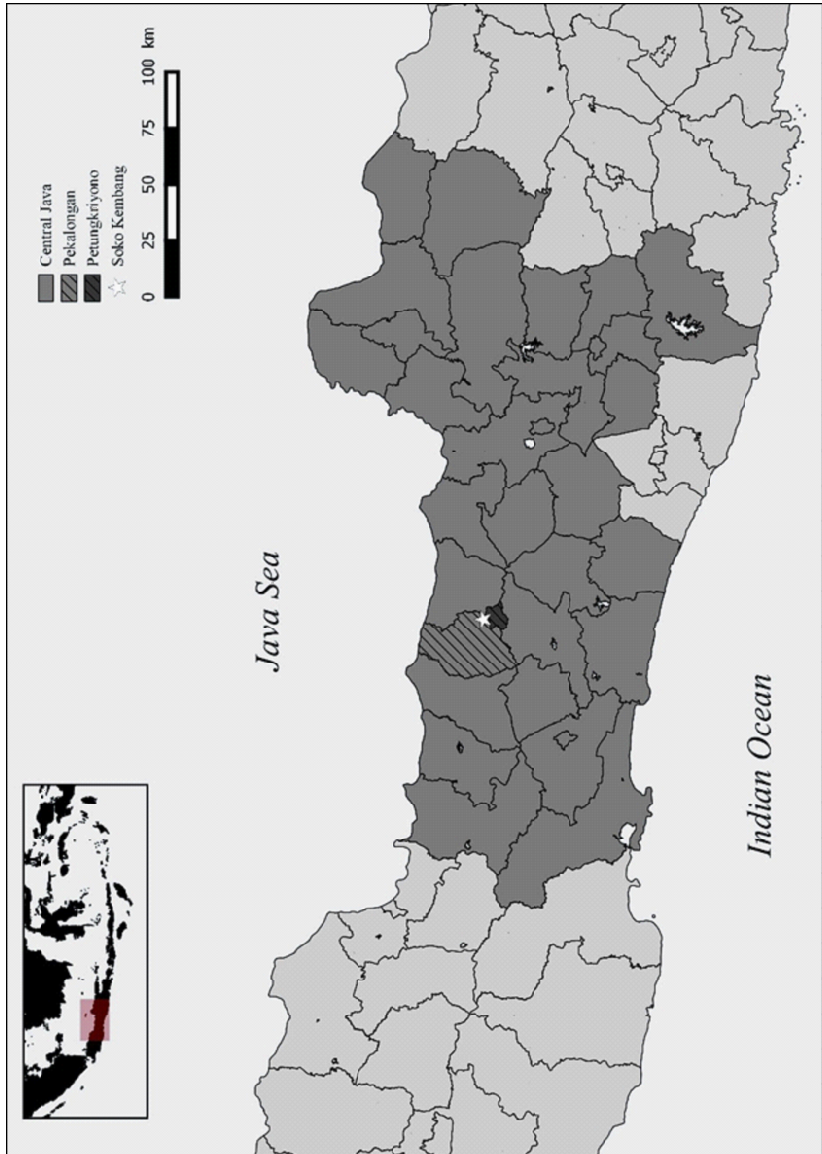 Central Java
Pekalongan
Petungkriyono
Soko Kembang
0 25 50 75 100 km
Java Sea
Indian Ocean